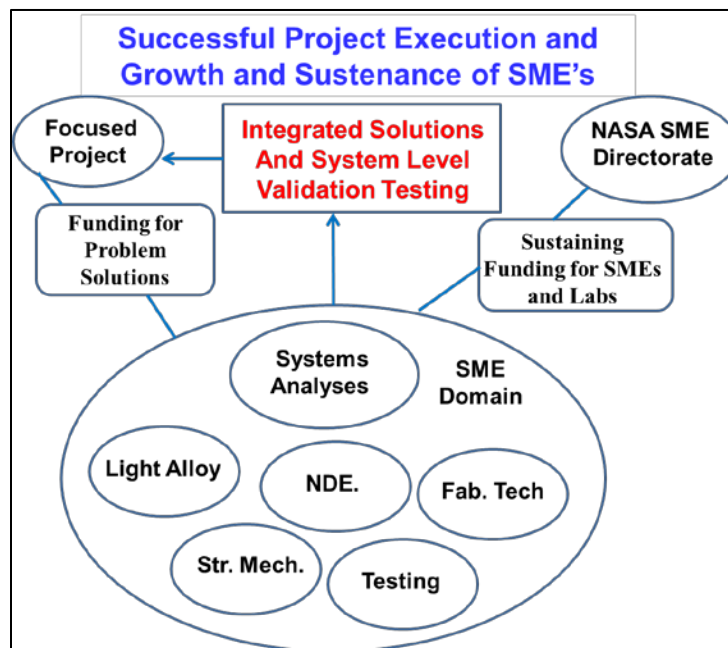 Successful Project Execution and
Growth and Sustenance of SME's
Focused
Project
Integrated Solutions
And System Level
Validation Testing
NASA SME
Directorate
Funding for
Problem
Solutions
Sustaining
Funding for SMEs
and Labs
Systems
Analyses
SME
Domain
Light Alloy
NDE.
Fab. Tech
Str. Mech.
Testing